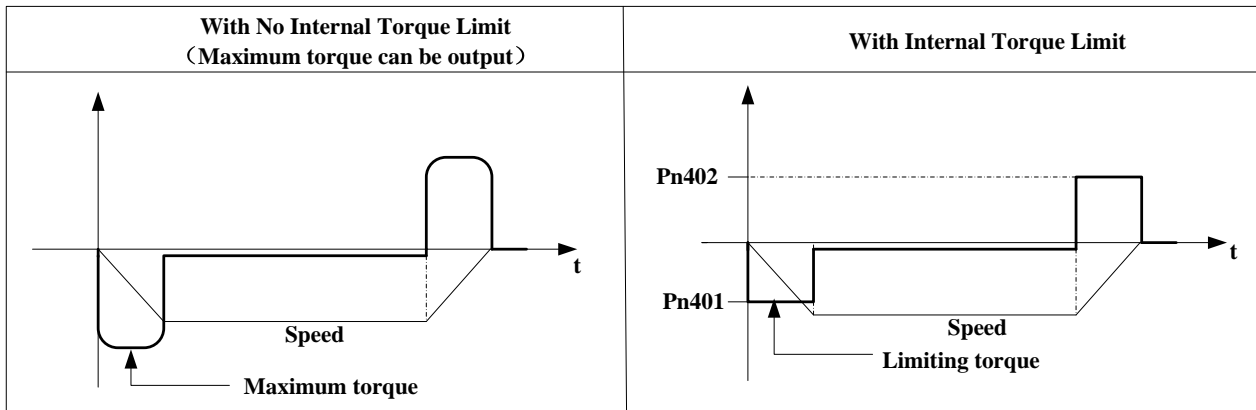 With No Internal Torque Limit
（Maximum torque can be output）
With Internal Torque Limit
t
Speed
Maximum torque
Pn402
t
Pn401
Speed
Limiting torque